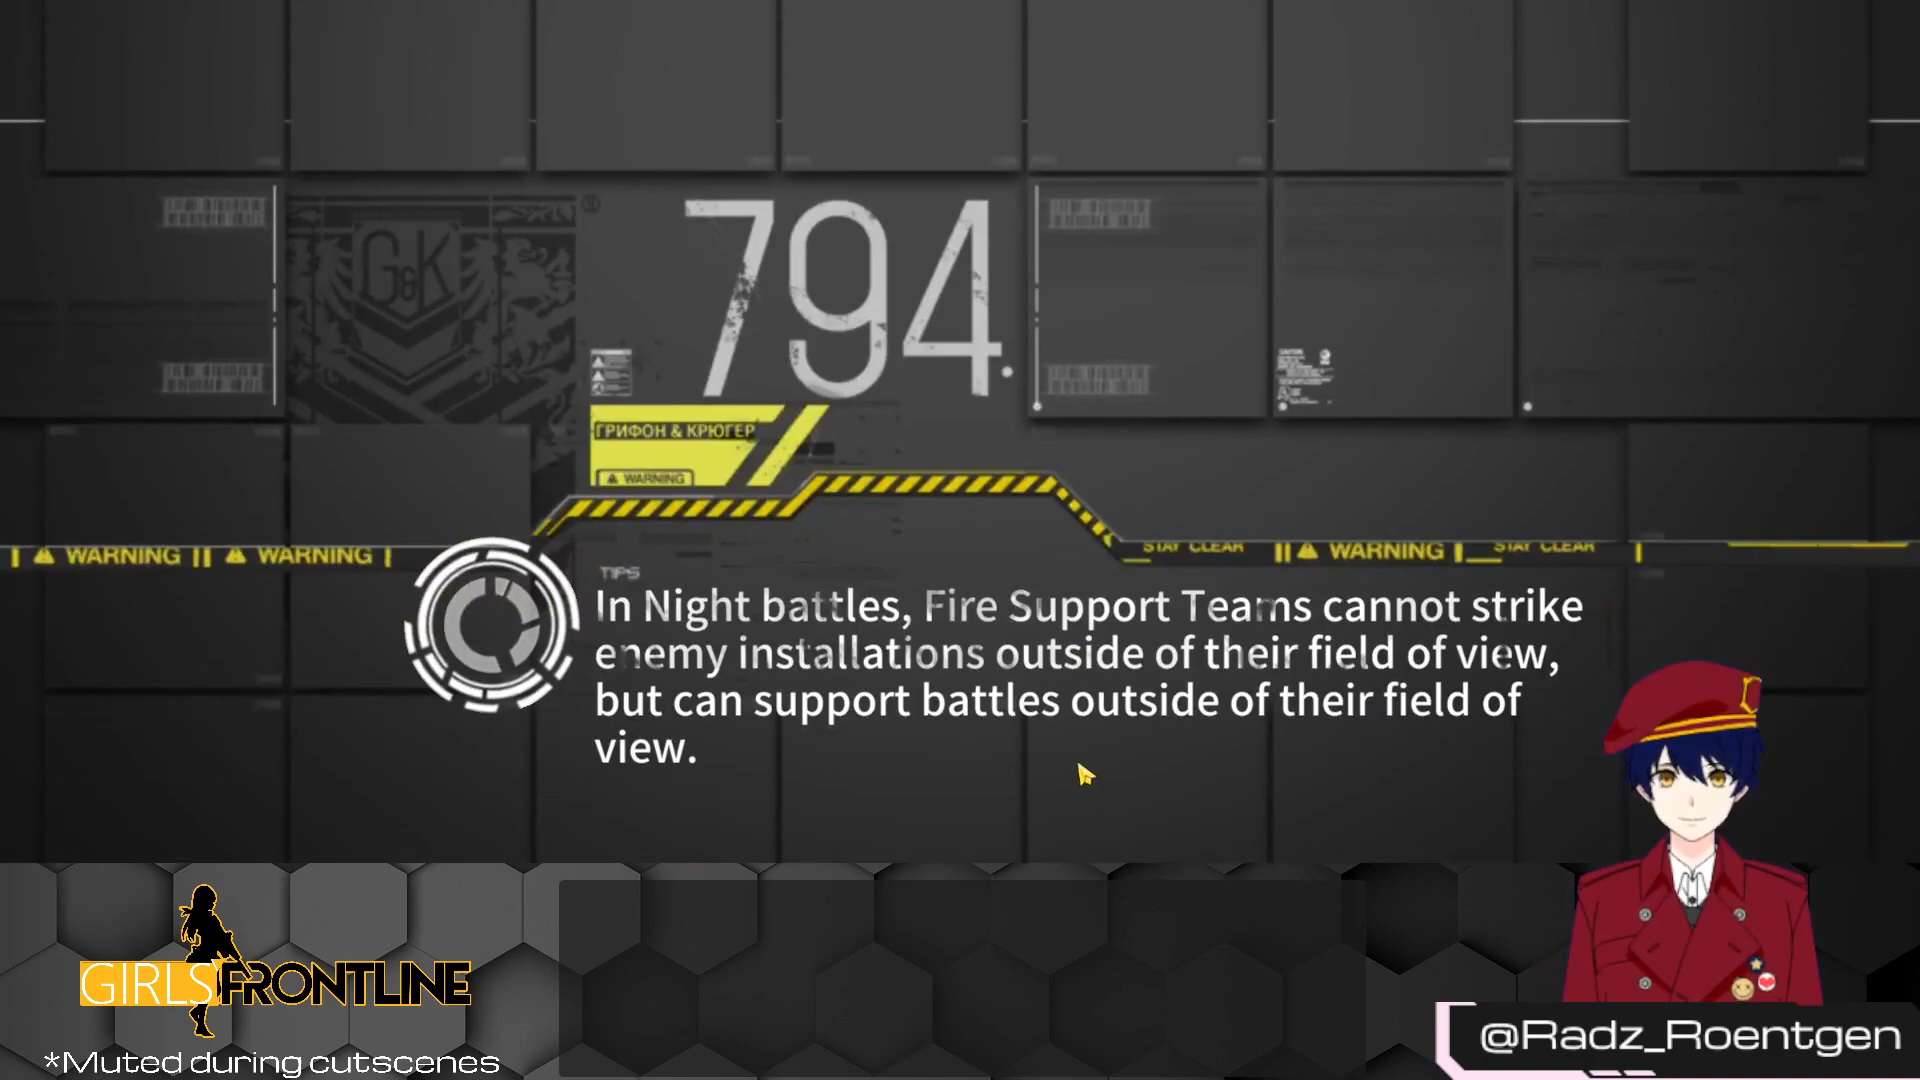 G&K
794.
ГРИФОН & КРЮГЕР
WARNING
WARNING
WARNING
STAY CLEAR
WARNING
STAY CLEAR
TIPS
In Night battles, Fire Support Teams cannot strike
enemy installations outside of their field of view,
but can support battles outside of their field of
view.
GIRLS FRONTLINE
*Muted during cutscenes
@Radz_Roentgen